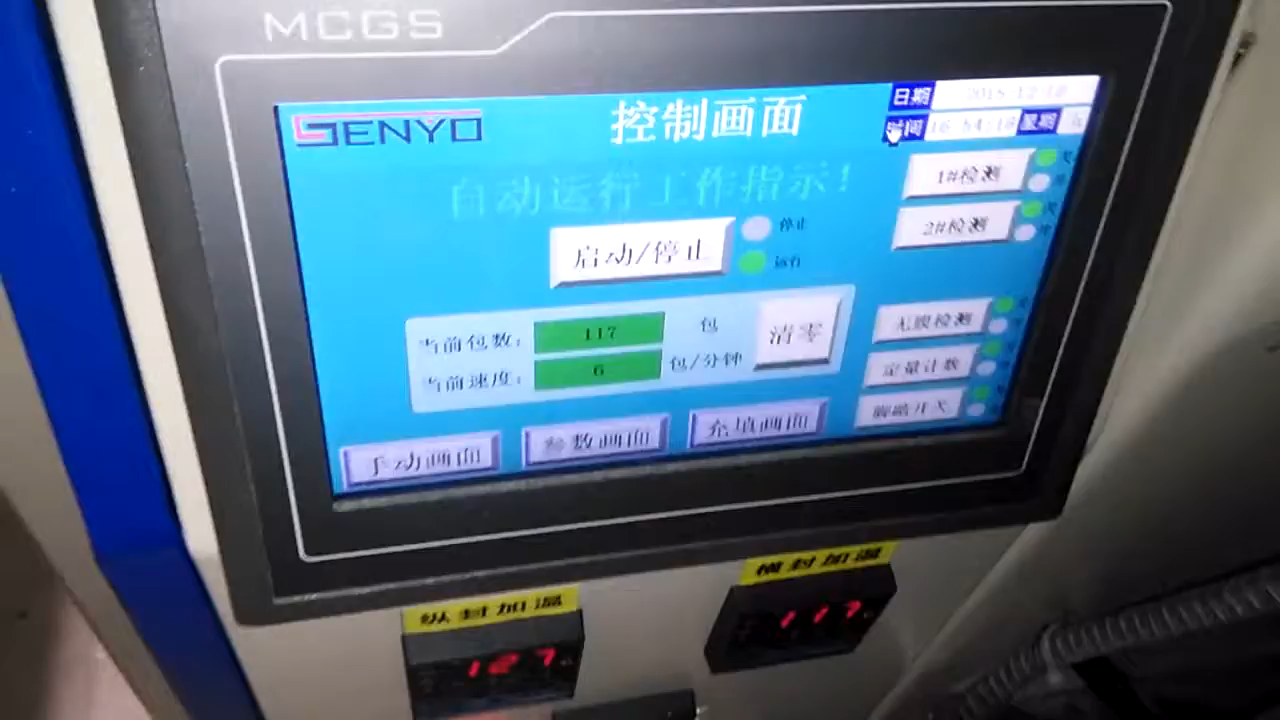 MCGS
SENYO
控制画面
日期
时间
星期
自动运行工作指示!
1#检测
2#检测
启动/停止
停止
运行
当前包数: 117 包
当前速度: 6 包/分钟
清零
无膜检测
定量计数
手动画面
参数画面
充填画面
纵封加温
横封加温
127
117